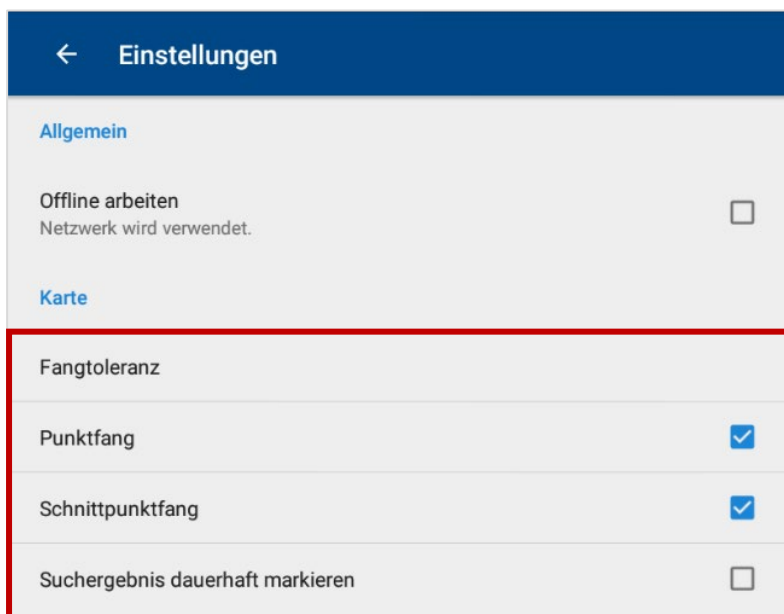 Einstellungen
Allgemein
Offline arbeiten
Netzwerk wird verwendet.
Karte
Fangtoleranz
Punktfang
Schnittpunktfang
Suchergebnis dauerhaft markieren